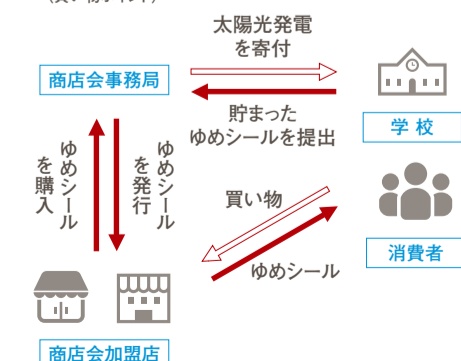 太陽光発電
を寄付
商店会事務局
貯まった
ゆめシールを提出
学校
ゆめシール
を購入
ゆめシール
を発行
買い物
消費者
ゆめシール
商店会加盟店